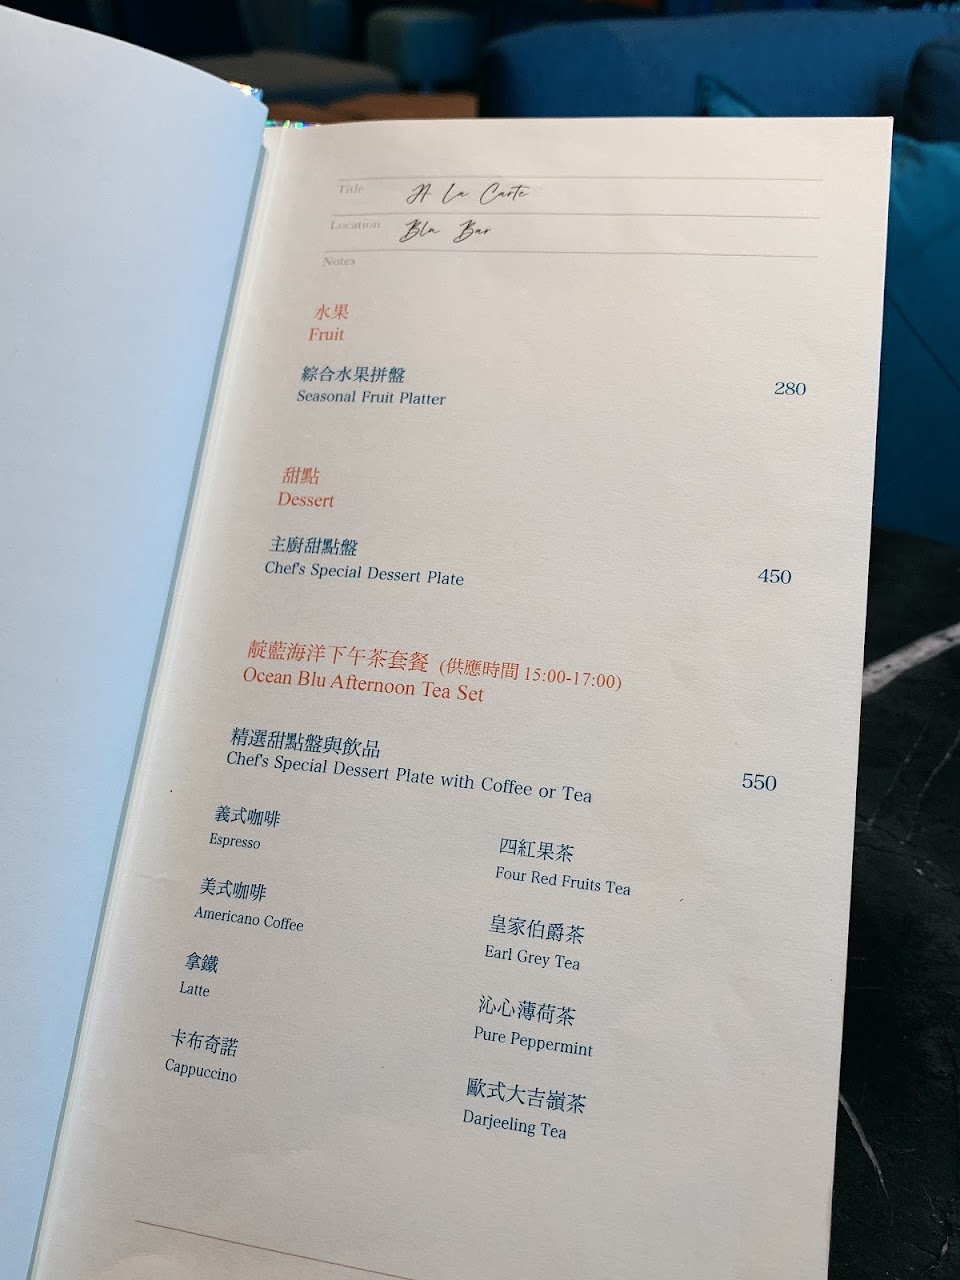 Title A La Carte
Location Blu Bar
Notes
水果
Fruit
綜合水果拼盤
Seasonal Fruit Platter 280
甜點
Dessert
主廚甜點盤
Chef's Special Dessert Plate 450
靛藍海洋下午茶套餐 (供應時間 15:00-17:00)
Ocean Blu Afternoon Tea Set
精選甜點盤與飲品
Chef's Special Dessert Plate with Coffee or Tea 550
義式咖啡
Espresso
美式咖啡
Americano Coffee
拿鐵
Latte
卡布奇諾
Cappuccino
四紅果茶
Four Red Fruits Tea
皇家伯爵茶
Earl Grey Tea
沁心薄荷茶
Pure Peppermint
歐式大吉嶺茶
Darjeeling Tea